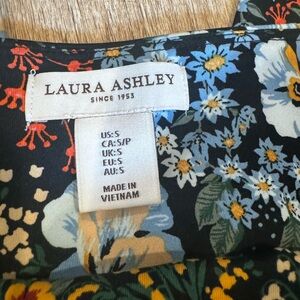 LAURA ASHLEY
SINCE 1953
US:S
CA:S/P
UK:S
EU:S
AU:S
MADE IN
VIETNAM